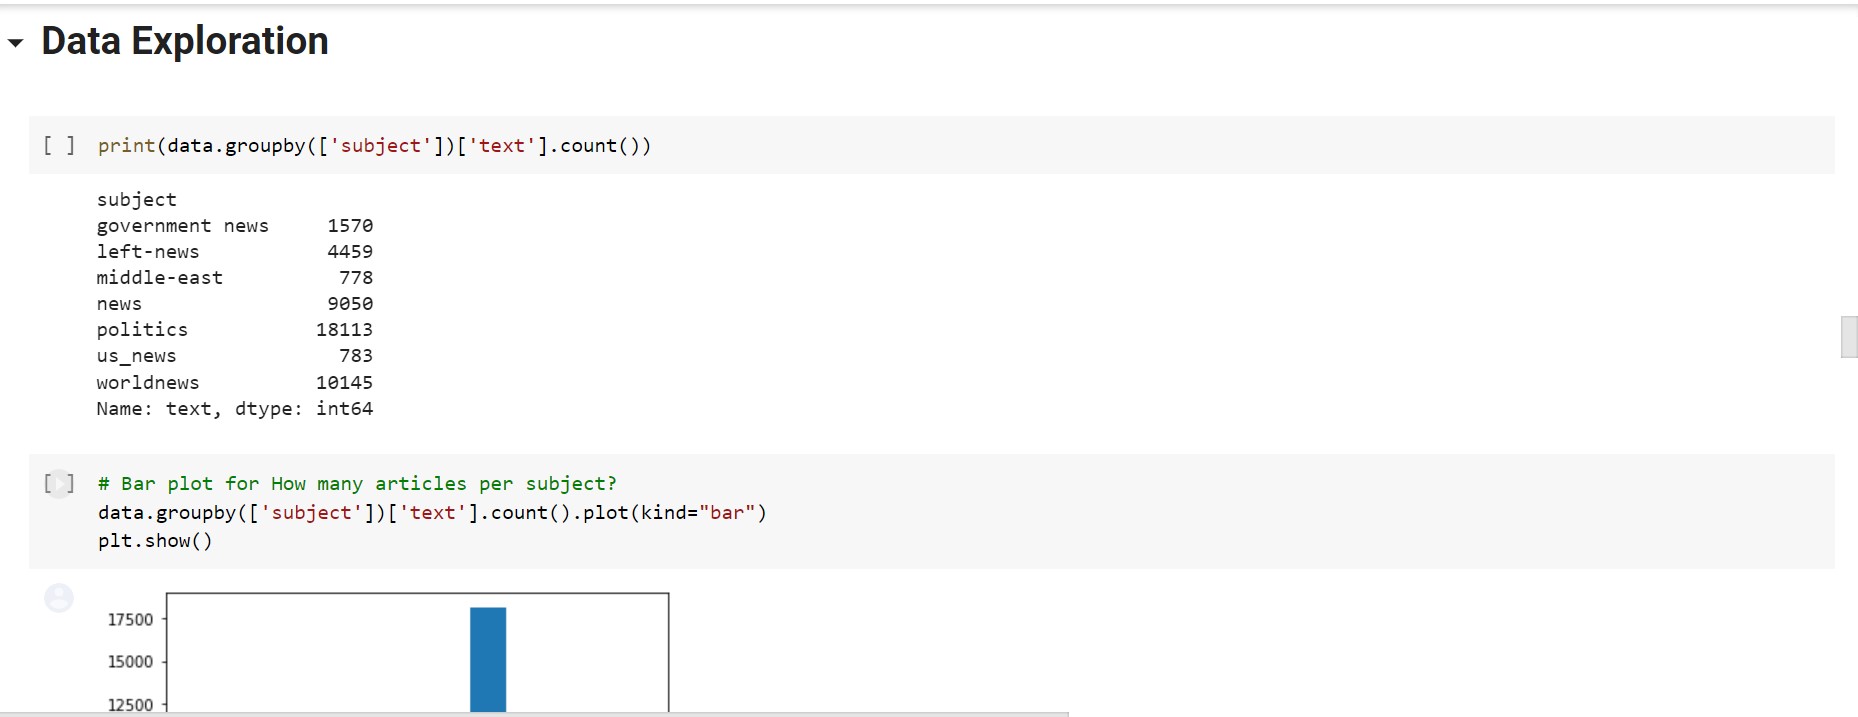 Data Exploration
[ ] print(data.groupby(['subject'])['text'].count())
subject
government news     1570
left-news           4459
middle-east          778
news                9050
politics           18113
us_news              783
worldnews          10145
Name: text, dtype: int64
[ ] # Bar plot for How many articles per subject?
data.groupby(['subject'])['text'].count().plot(kind="bar")
plt.show()
17500
15000
12500